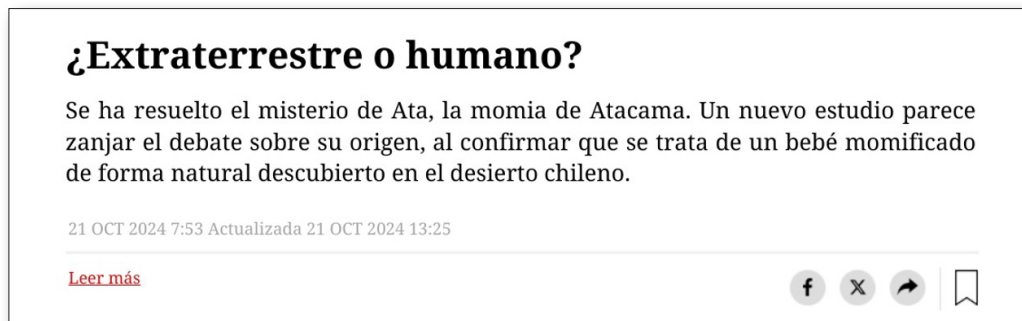 ¿Extraterrestre o humano?
Se ha resuelto el misterio de Ata, la momia de Atacama. Un nuevo estudio parece
zanjar el debate sobre su origen, al confirmar que se trata de un bebé momificado
de forma natural descubierto en el desierto chileno.
21 OCT 2024 7:53 Actualizada 21 OCT 2024 13:25
Leer más